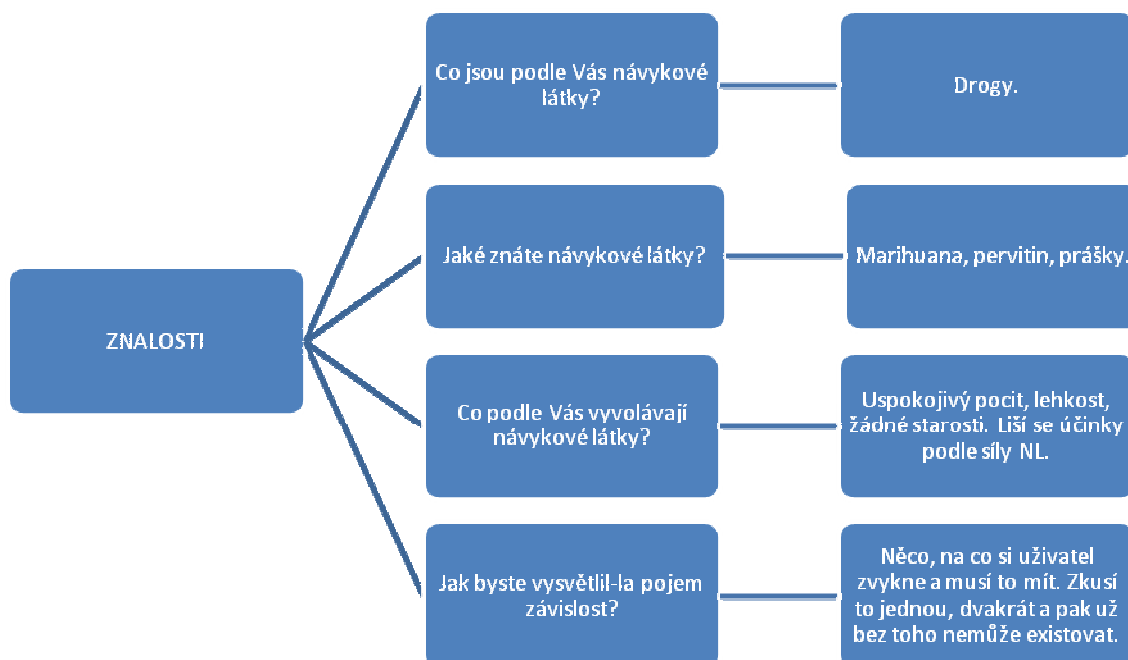 ZNALOSTI
Co jsou podle Vás návykové
látky?
Drogy.
Jaké znáte návykové látky?
Marihuana, pervitin, prášky.
Co podle Vás vyvolávají
návykové látky?
Uspokojivý pocit, lehkost,
žádné starosti. Liší se účinky
podle síly NL.
Jak byste vysvětlil-la pojem
závislost?
Něco, na co si uživatel
zvykne a musí to mít. Zkusí
to jednou, dvakrát a pak už
bez toho nemůže existovat.